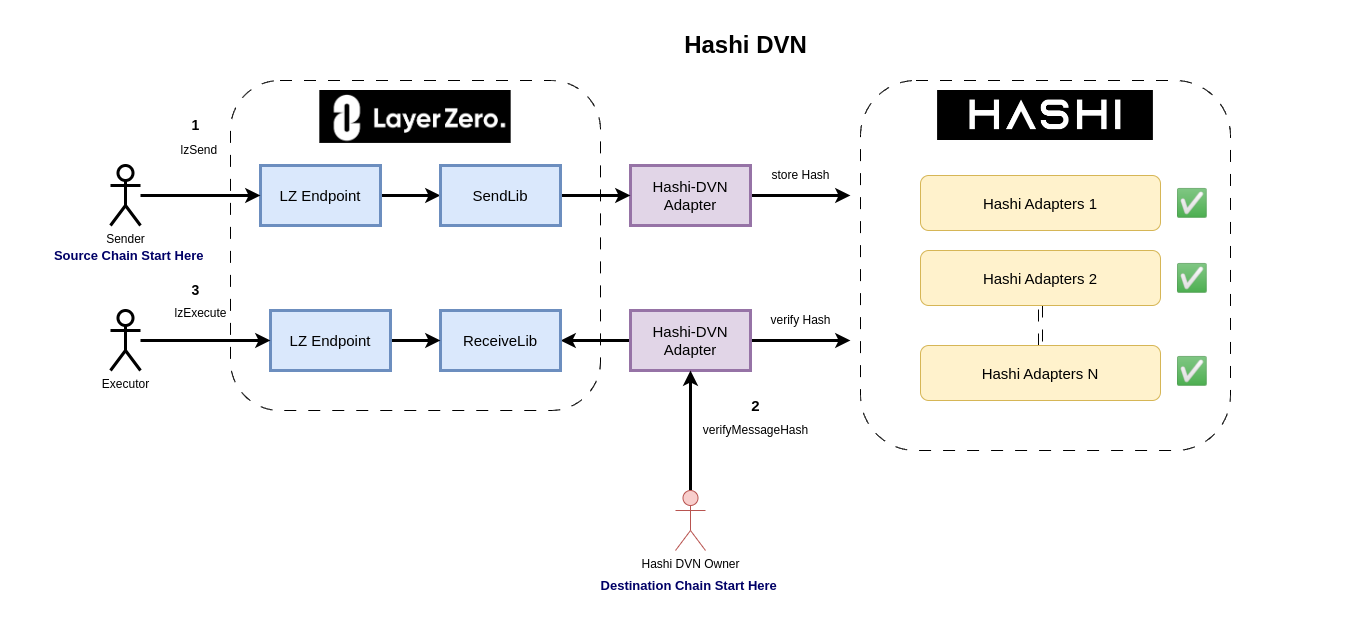 Hashi DVN
LayerZero.
HASHI
1
lzSend
LZ Endpoint
SendLib
Hashi-DVN
Adapter
store Hash
Hashi Adapters 1
Sender
Source Chain Start Here
Hashi Adapters 2
3
lzExecute
LZ Endpoint
ReceiveLib
Hashi-DVN
Adapter
verify Hash
Hashi Adapters N
Executor
2
verifyMessageHash
Hashi DVN Owner
Destination Chain Start Here